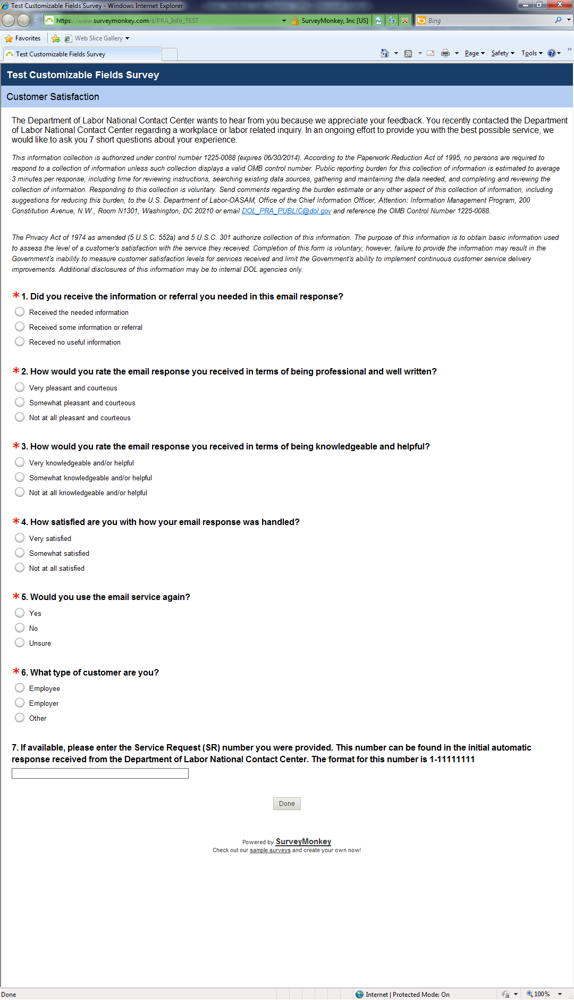 Test Customizable Fields Survey - Windows Internet Explorer
https://www.surveymonkey.com/s/PRA_Info_TEST
SurveyMonkey, Inc [US]
Bing
Favorites
Web Slice Gallery
Test Customizable Fields Survey
Page
Safety
Tools
Test Customizable Fields Survey
Customer Satisfaction
The Department of Labor National Contact Center wants to hear from you because we appreciate your feedback. You recently contacted the Department
of Labor National Contact Center regarding a workplace or labor related inquiry. In an ongoing effort to provide you with the best possible service, we
would like to ask you 7 short questions about your experience.
This information collection is authorized under control number 1225-0088 (expires 06/30/2014). According to the Paperwork Reduction Act of 1995, no persons are required to
respond to a collection of information unless such collection displays a valid OMB control number. Public reporting burden for this collection of information is estimated to average
3 minutes per response, including time for reviewing instructions, searching existing data sources, gathering and maintaining the data needed, and completing and reviewing the
collection of information. Responding to this collection is voluntary. Send comments regarding the burden estimate or any other aspect of this collection of information, including
suggestions for reducing this burden, to the U.S. Department of Labor-OASAM, Office of the Chief Information Officer, Attention: Information Management Program, 200
Constitution Avenue, N.W., Room N1301, Washington, DC 20210 or email DOL_PRA_PUBLIC@dol.gov and reference the OMB Control Number 1225-0088.
The Privacy Act of 1974 as amended (5 U.S.C. 552a) and 5 U.S.C. 301 authorize collection of this information. The purpose of this information is to obtain basic information used
to assess the level of a customer's satisfaction with the service they received. Completion of this form is voluntary; however, failure to provide the information may result in the
Government's inability to measure customer satisfaction levels for services received and limit the Government's ability to implement continuous customer service delivery
improvements. Additional disclosures of this information may be to internal DOL agencies only.
*1. Did you receive the information or referral you needed in this email response?
Received the needed information
Received some information or referral
Receved no useful information
*2. How would you rate the email response you received in terms of being professional and well written?
Very pleasant and courteous
Somewhat pleasant and courteous
Not at all pleasant and courteous
*3. How would you rate the email response you received in terms of being knowledgeable and helpful?
Very knowledgeable and/or helpful
Somewhat knowledgeable and/or helpful
Not at all knowledgeable and/or helpful
*4. How satisfied are you with how your email response was handled?
Very satisfied
Somewhat satisfied
Not at all satisfied
*5. Would you use the email service again?
Yes
No
Unsure
*6. What type of customer are you?
Employee
Employer
Other
7. If available, please enter the Service Request (SR) number you were provided. This number can be found in the initial automatic
response received from the Department of Labor National Contact Center. The format for this number is 1-11111111
Done
Powered by SurveyMonkey
Check out our sample surveys and create your own now!
Done
Internet | Protected Mode: On
100%